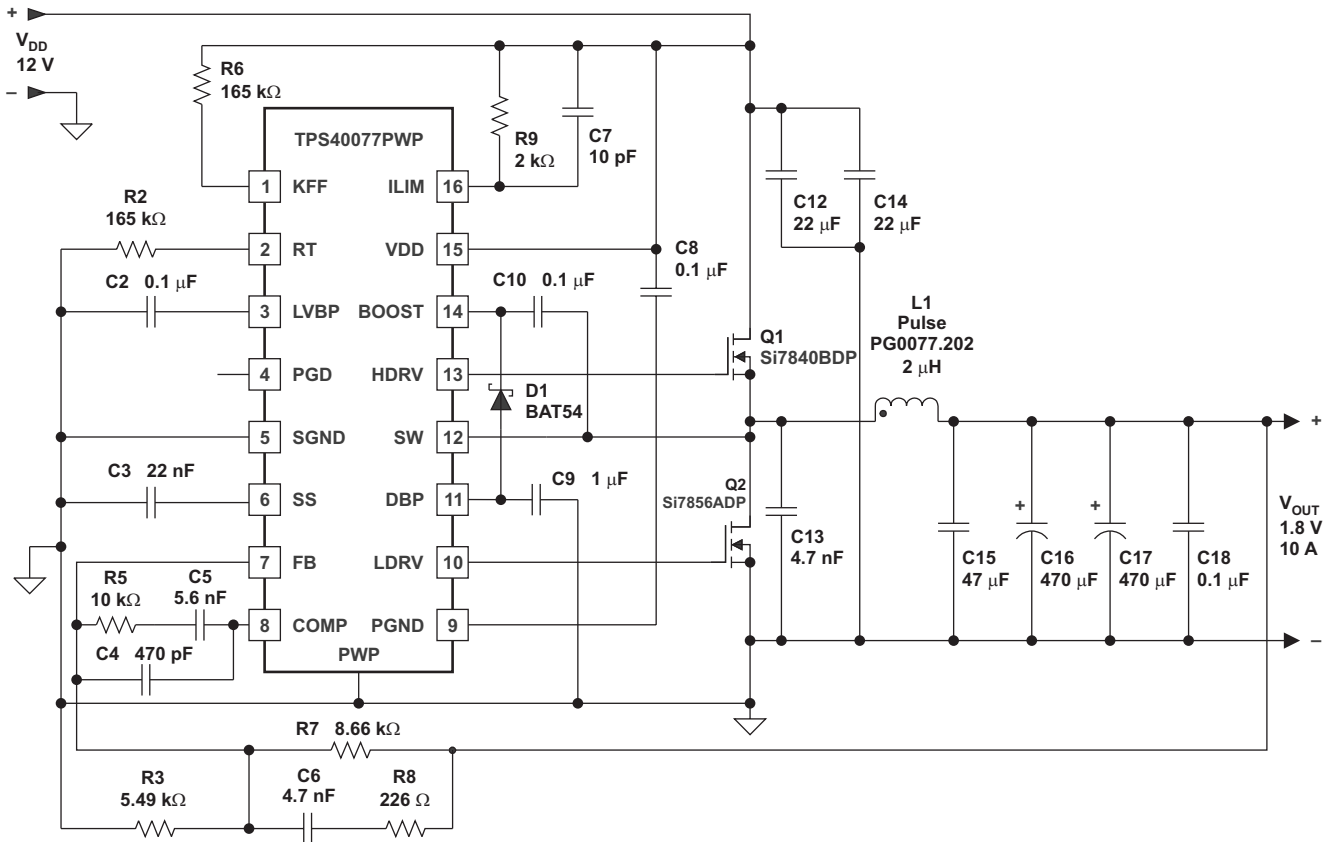 +
V_DD
12 V
–
R6
165 kΩ
TPS40077PWP
R9
2 kΩ
C7
10 pF
1 KFF ILIM 16
R2
165 kΩ
C12
22 μF
C14
22 μF
2 RT VDD 15
C8
0.1 μF
C2 0.1 μF
C10 0.1 μF
3 LVBP BOOST 14
L1
Pulse
PG0077.202
2 μH
Q1
Si7840BDP
4 PGD HDRV 13
D1
BAT54
5 SGND SW 12
+
C3 22 nF
C9 1 μF
Q2
Si7856ADP
6 SS DBP 11
+
+
V_OUT
1.8 V
10 A
C13
4.7 nF
C15
47 μF
C16
470 μF
C17
470 μF
C18
0.1 μF
7 FB LDRV 10
R5
10 kΩ
C5
5.6 nF
8 COMP PGND 9
–
C4 470 pF
PWP
R7 8.66 kΩ
R3
5.49 kΩ
C6
4.7 nF
R8
226 Ω